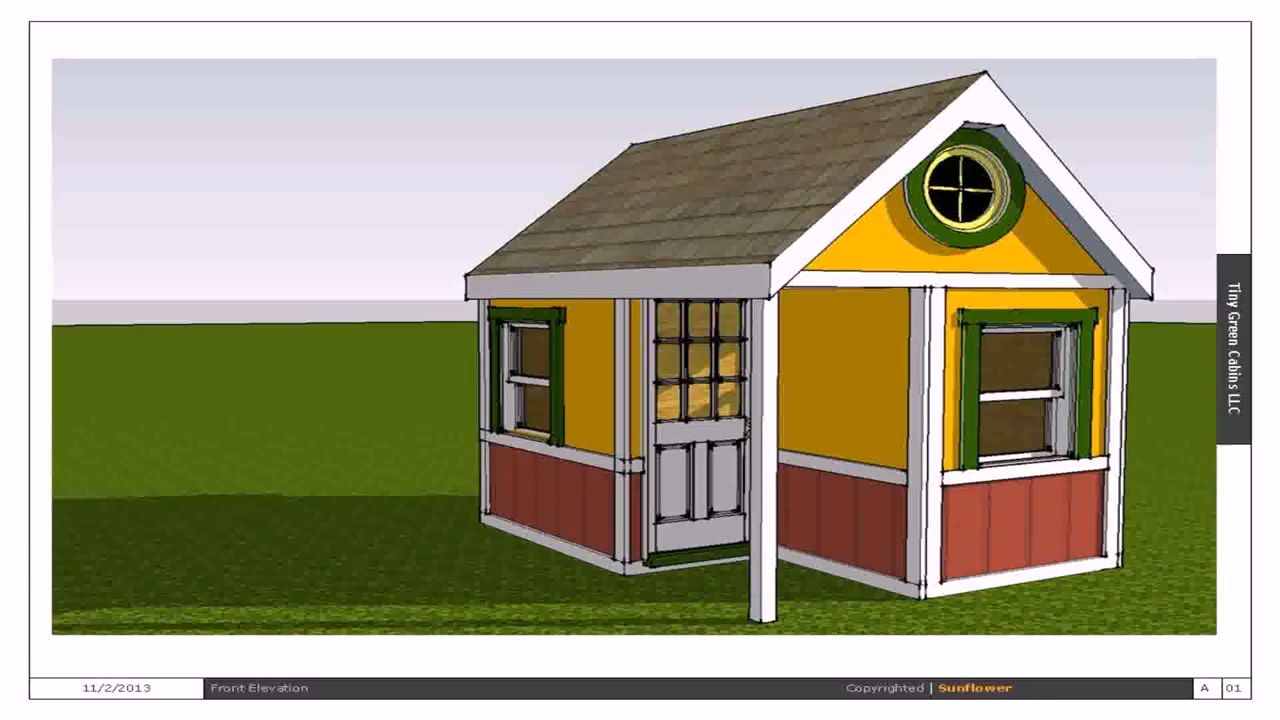 Tiny Green Cabins LLC
11/2/2013
Front Elevation
Copyrighted | Sunflower
A
01